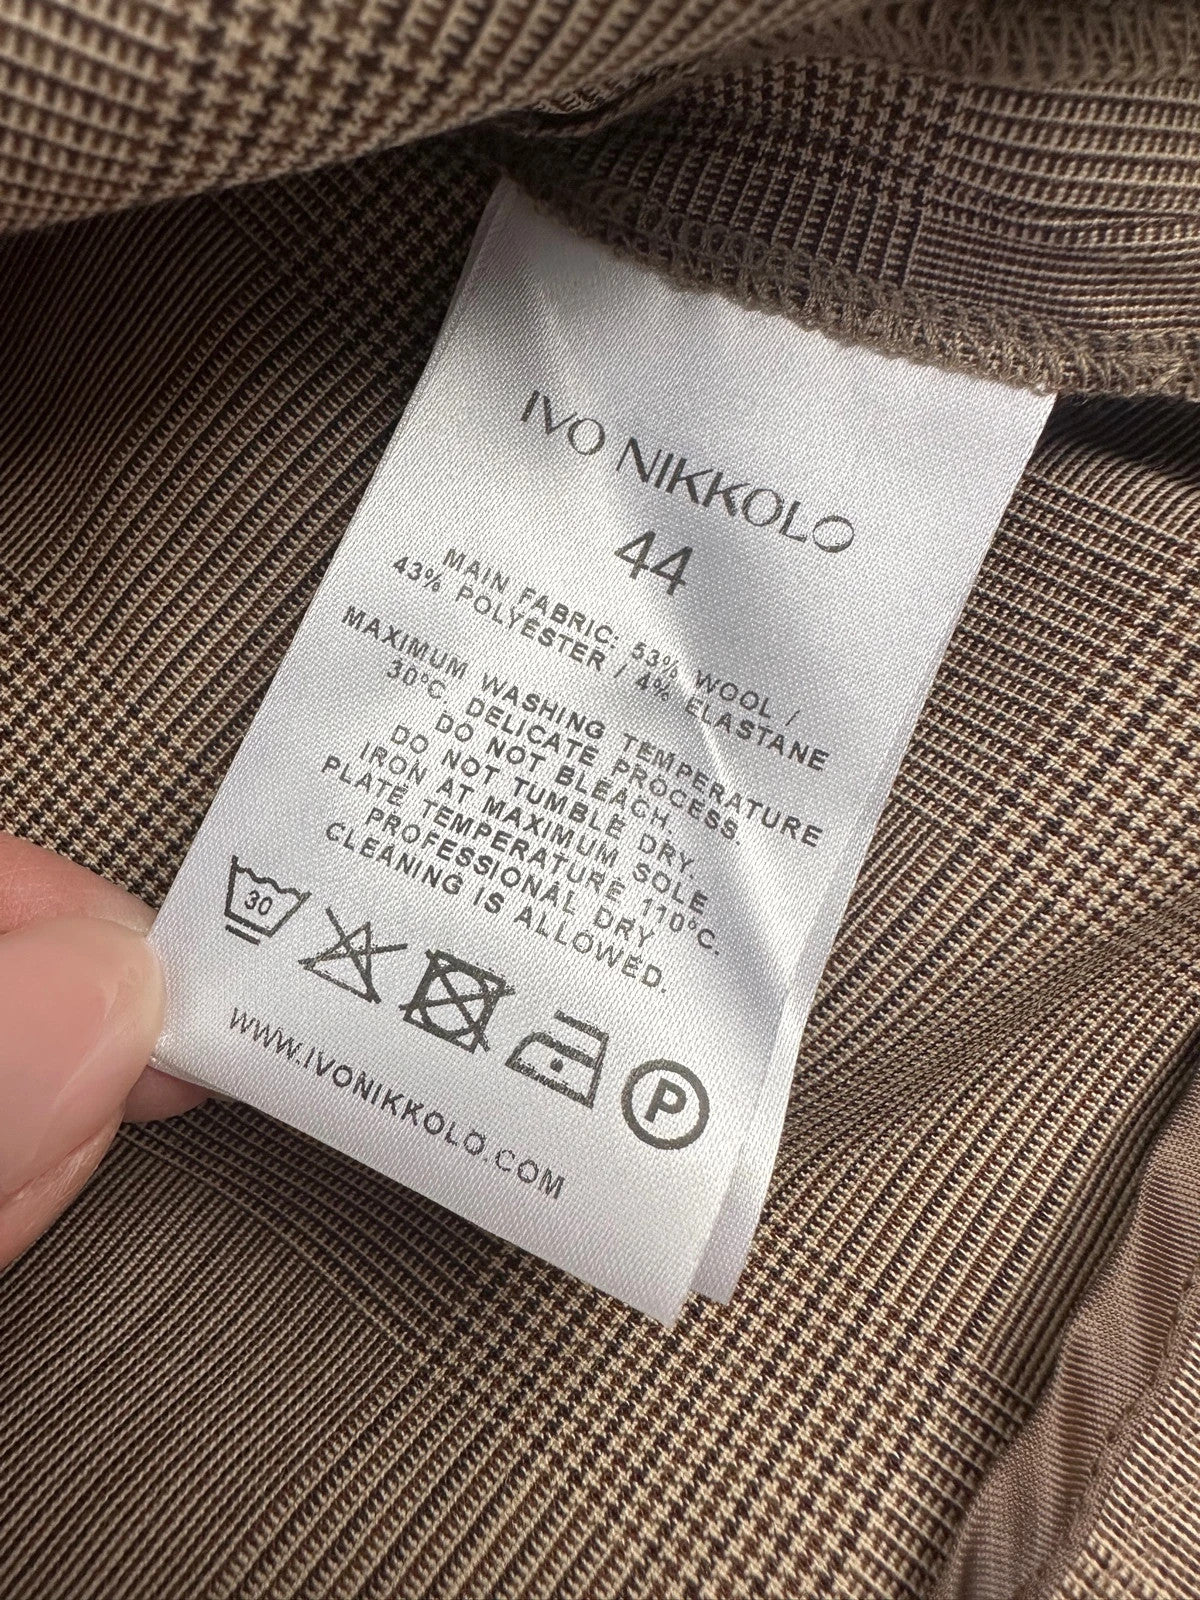 IVO NIKKOLO
44
MAIN FABRIC: 53% WOOL /
43% POLYESTER / 4% ELASTANE
MAXIMUM WASHING TEMPERATURE
30°C. DELICATE PROCESS.
DO NOT BLEACH.
DO NOT TUMBLE DRY.
IRON AT MAXIMUM SOLE
PLATE TEMPERATURE 110°C.
PROFESSIONAL DRY
CLEANING IS ALLOWED.
30
P
WWW.IVONIKKOLO.COM